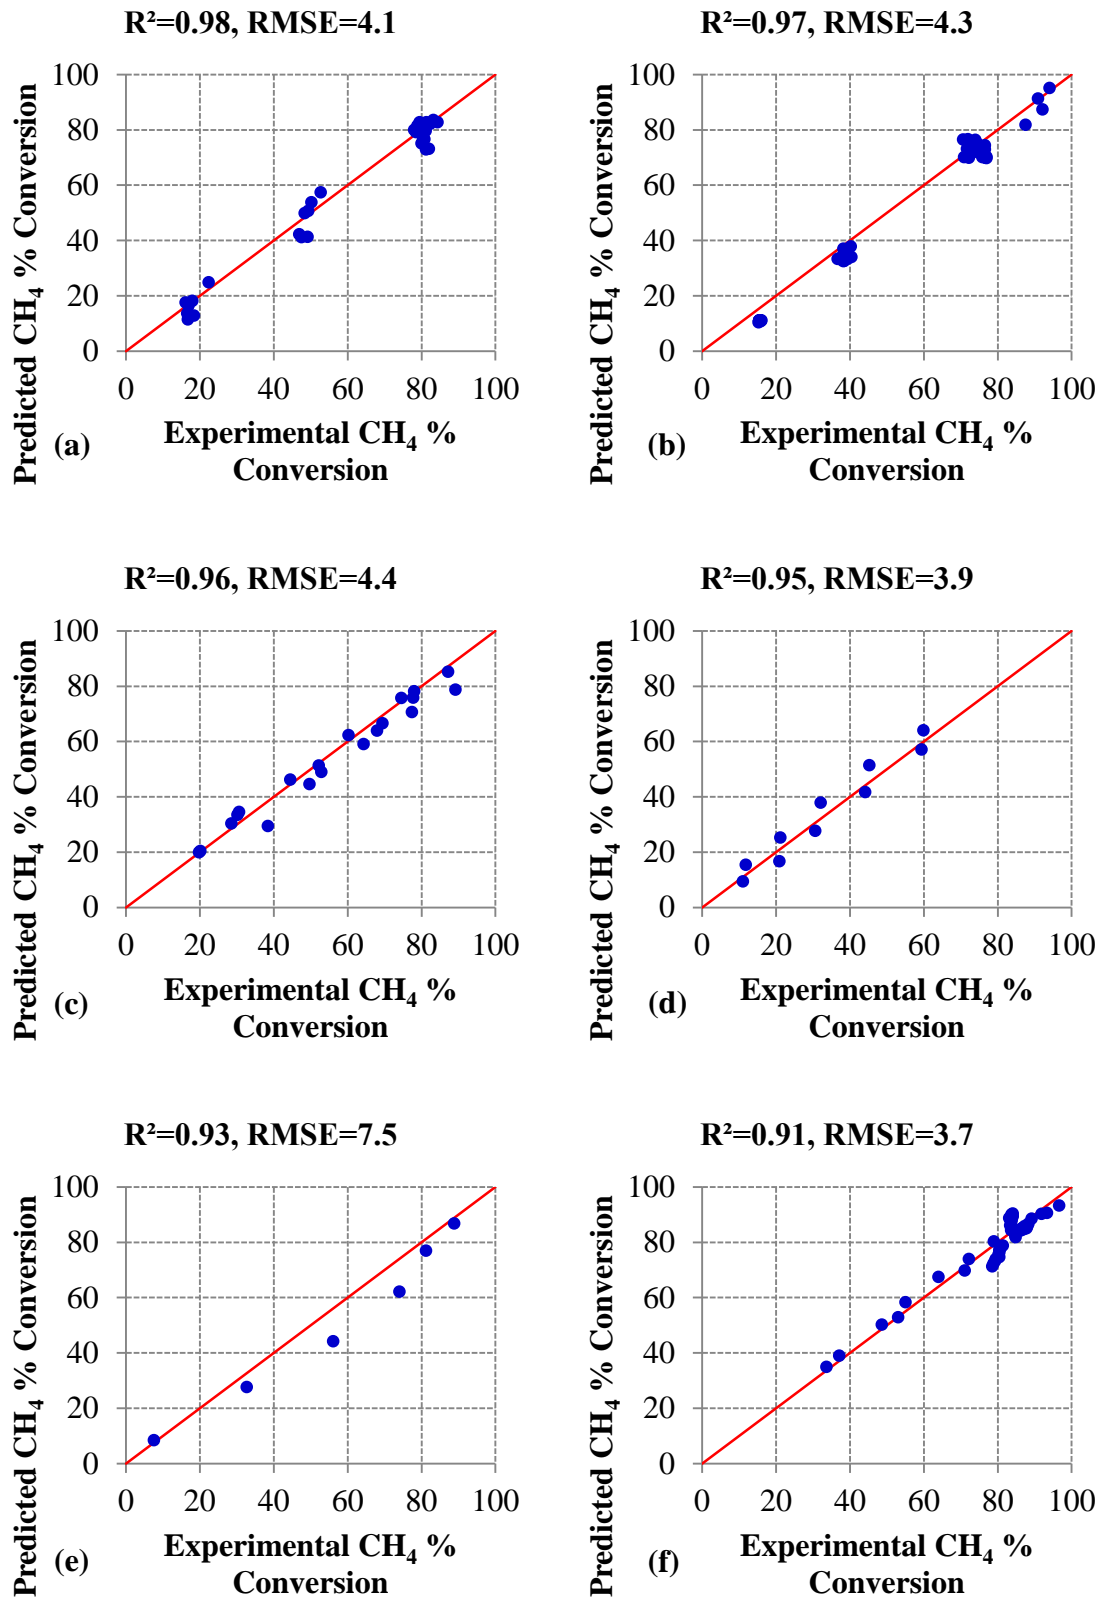 R²=0.98, RMSE=4.1
Predicted CH₄ % Conversion
100
80
60
40
20
0
0 20 40 60 80 100
Experimental CH₄ %
Conversion
(a)
R²=0.97, RMSE=4.3
Predicted CH₄ % Conversion
100
80
60
40
20
0
0 20 40 60 80 100
Experimental CH₄ %
Conversion
(b)
R²=0.96, RMSE=4.4
Predicted CH₄ % Conversion
100
80
60
40
20
0
0 20 40 60 80 100
Experimental CH₄ %
Conversion
(c)
R²=0.95, RMSE=3.9
Predicted CH₄ % Conversion
100
80
60
40
20
0
0 20 40 60 80 100
Experimental CH₄ %
Conversion
(d)
R²=0.93, RMSE=7.5
Predicted CH₄ % Conversion
100
80
60
40
20
0
0 20 40 60 80 100
Experimental CH₄ %
Conversion
(e)
R²=0.91, RMSE=3.7
Predicted CH₄ % Conversion
100
80
60
40
20
0
0 20 40 60 80 100
Experimental CH₄ %
Conversion
(f)